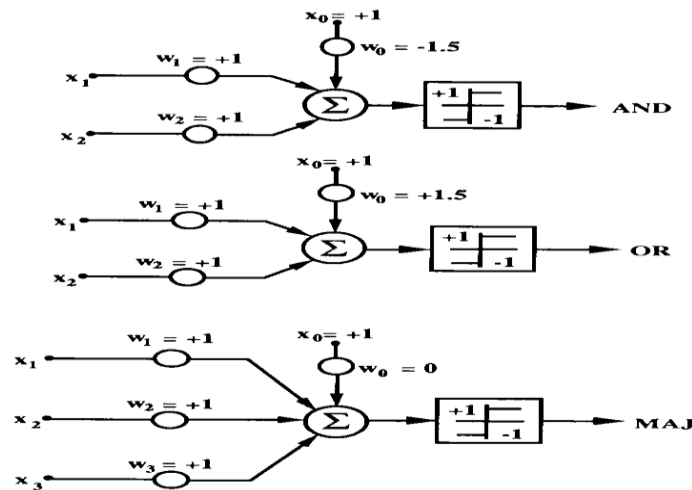 x₀= +1
w₁ = +1
w₀ = -1.5
x₁
Σ
+1
-1
AND
w₂ = +1
x₂
x₀= +1
w₁ = +1
w₀ = +1.5
x₁
Σ
+1
-1
OR
w₂ = +1
x₂
w₁ = +1
x₀= +1
x₁
w₀ = 0
w₂ = +1
x₂
Σ
+1
-1
MAJ
w₃ = +1
x₃